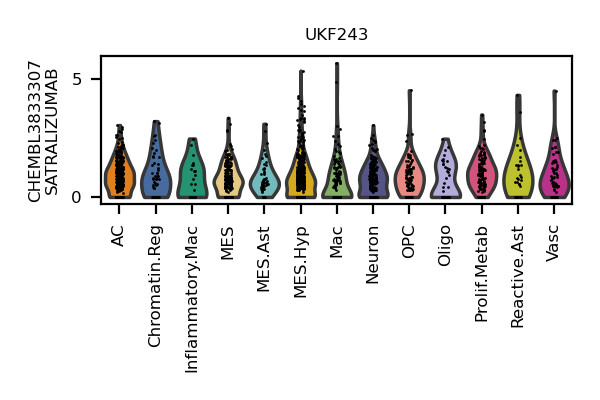 UKF243
CHEMBL3833307
SATRALIZUMAB
5
0
AC
Chromatin.Reg
Inflammatory.Mac
MES
MES.Ast
MES.Hyp
Mac
Neuron
OPC
Oligo
Prolif.Metab
Reactive.Ast
Vasc